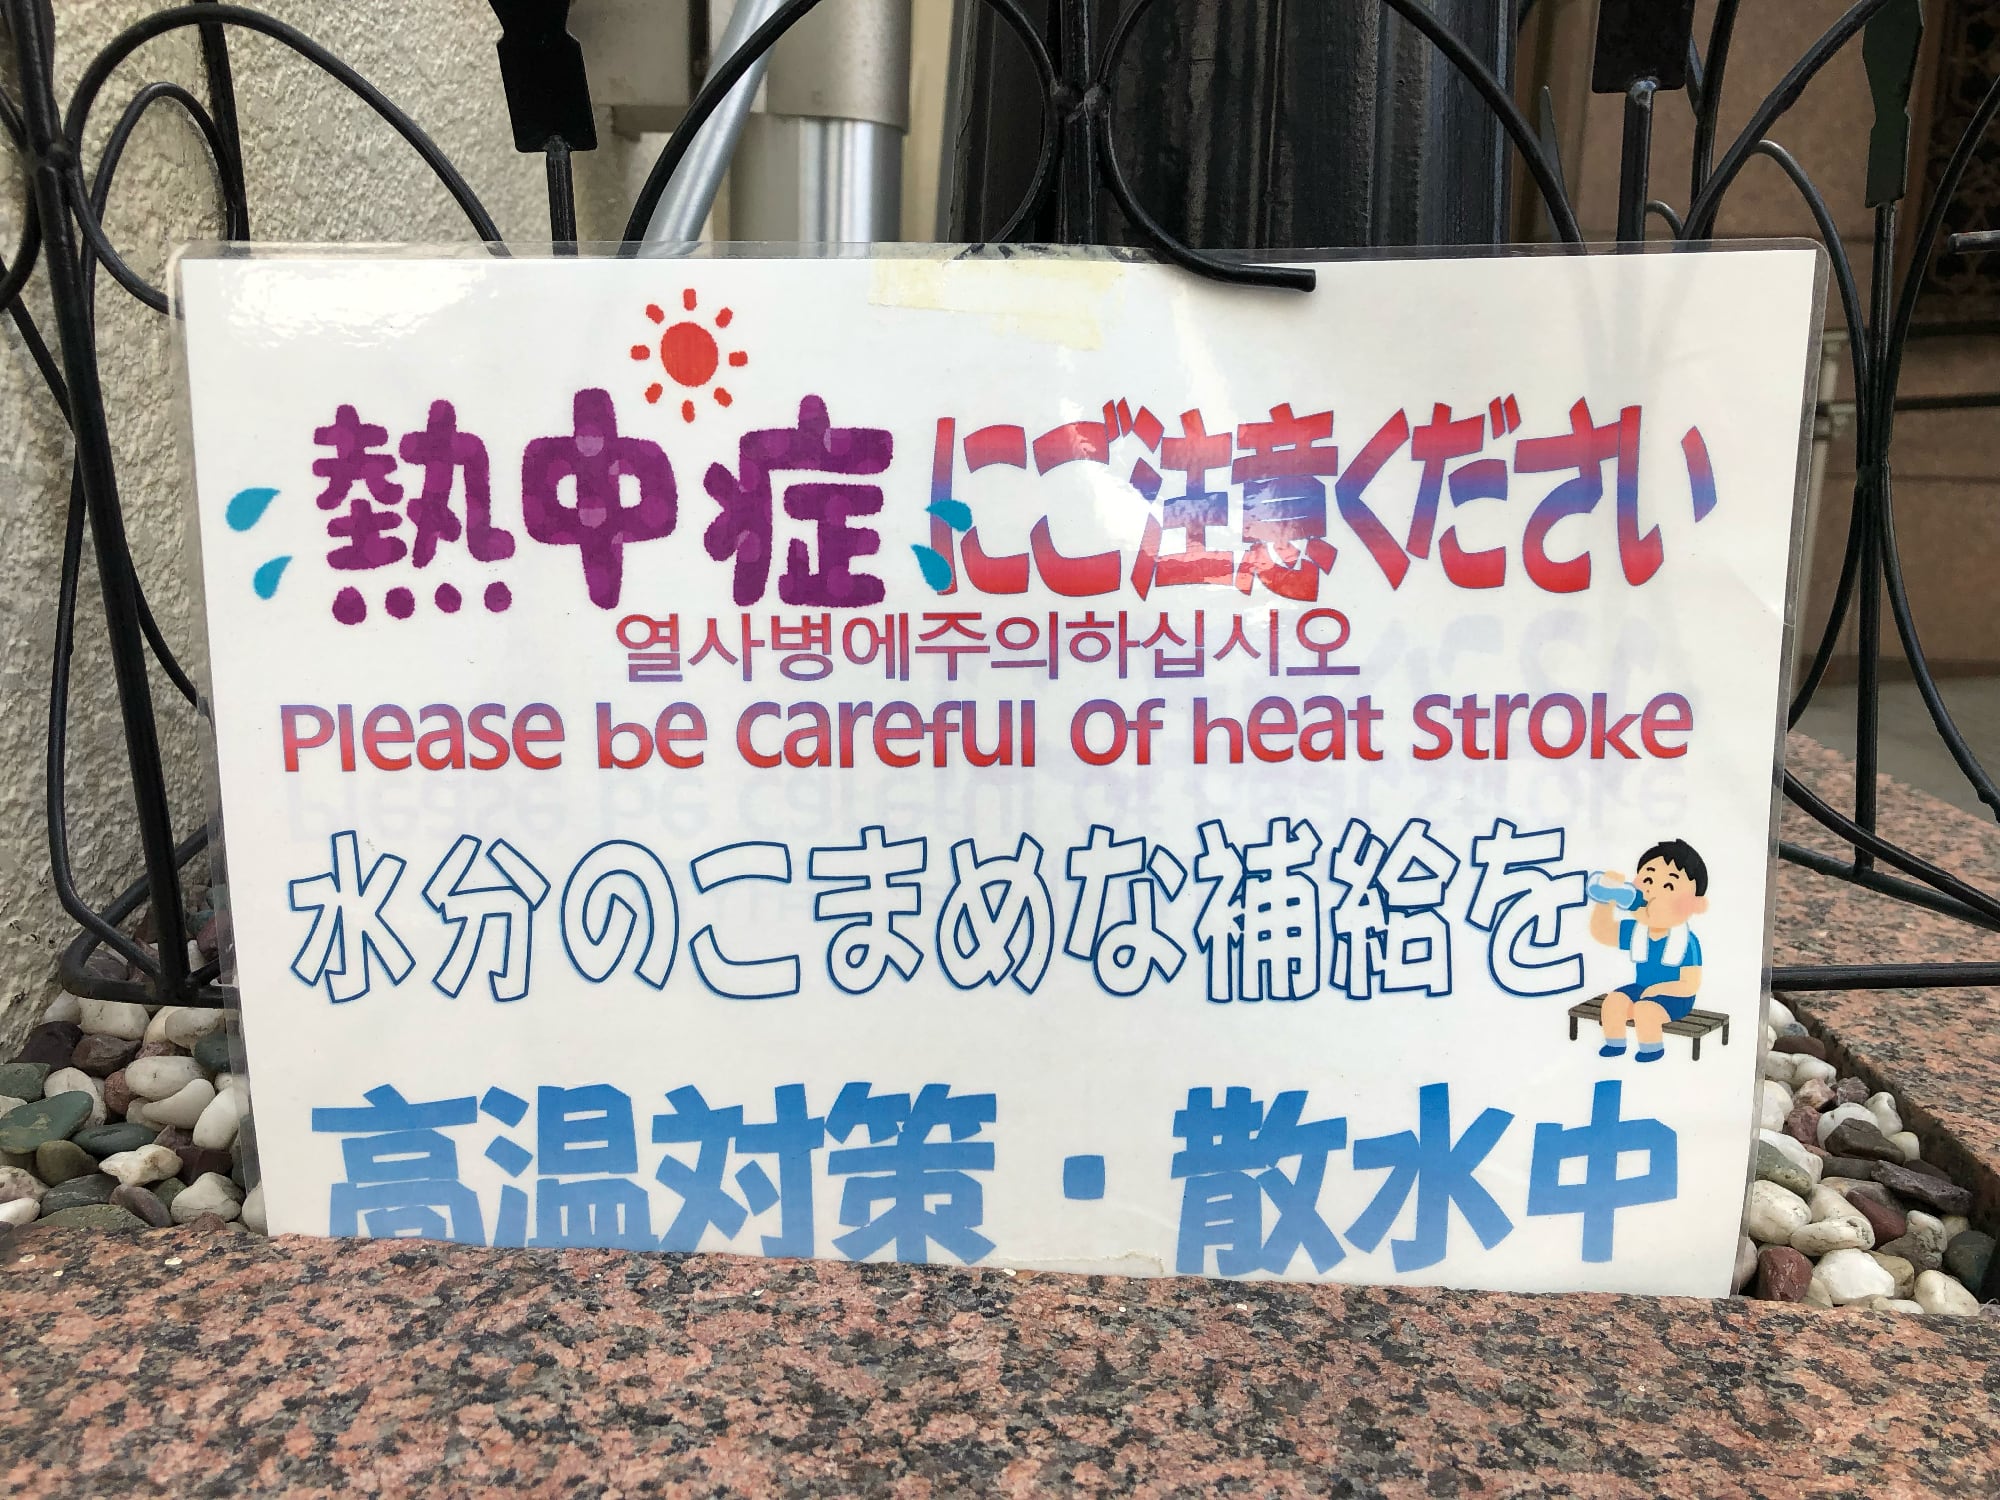 熱中症にご注意ください
열사병에주의하십시오
Please be careful of heat stroke
水分のこまめな補給を
高温対策・散水中